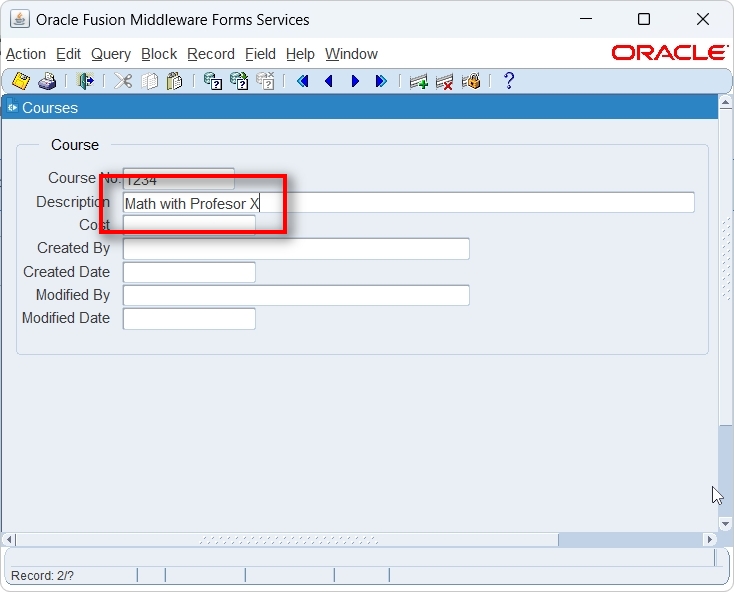 Oracle Fusion Middleware Forms Services
Action Edit Query Block Record Field Help Window
ORACLE
Courses
Course
Course No. 1234
Description Math with Profesor X
Cost
Created By
Created Date
Modified By
Modified Date
Record: 2/?